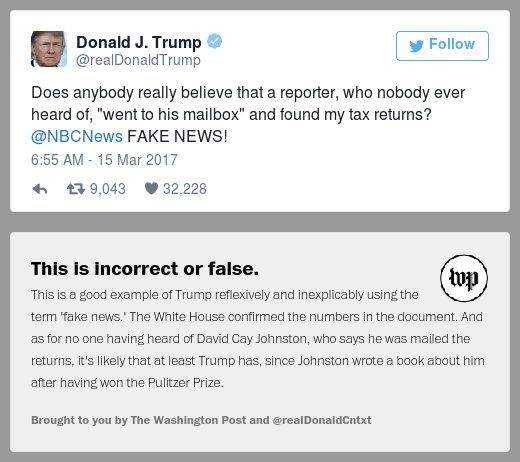 Donald J. Trump
Follow
@realDonaldTrump
Does anybody really believe that a reporter, who nobody ever
heard of, "went to his mailbox" and found my tax returns?
@NBCNews FAKE NEWS!
6:55 AM - 15 Mar 2017
9,043 32,228
This is incorrect or false.
wp
This is a good example of Trump reflexively and inexplicably using the
term 'fake news.' The White House confirmed the numbers in the document. And
as for no one having heard of David Cay Johnston, who says he was mailed the
returns, it's likely that at least Trump has, since Johnston wrote a book about him
after having won the Pulitzer Prize.
Brought to you by The Washington Post and @realDonaldCntxt